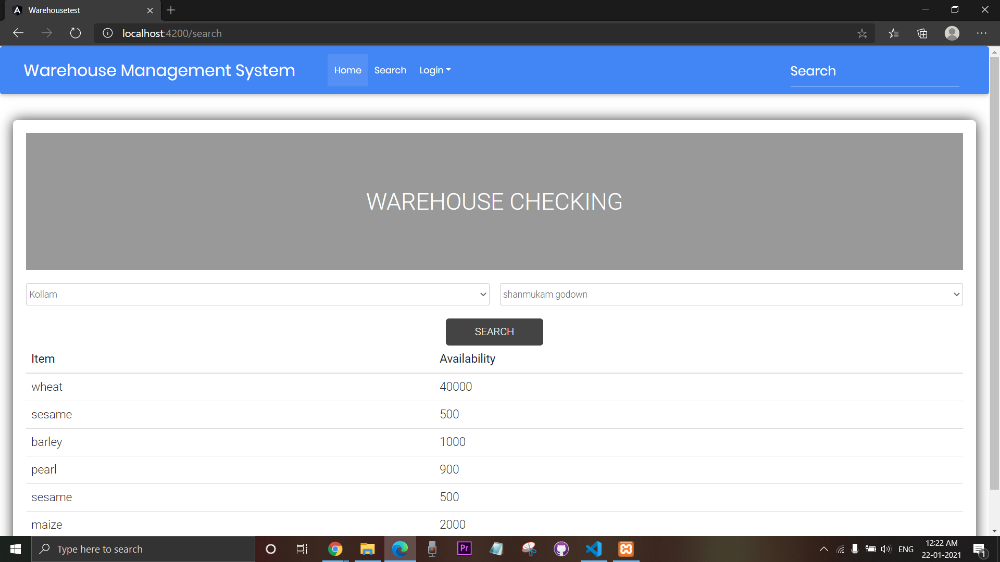 Warehousetest
localhost:4200/search
Warehouse Management System Home Search Login Search
WAREHOUSE CHECKING
Kollam shanmukam godown
SEARCH
Item Availability
wheat 40000
sesame 500
barley 1000
pearl 900
sesame 500
maize 2000
Type here to search Pr ENG 12:22 AM
22-01-2021 1